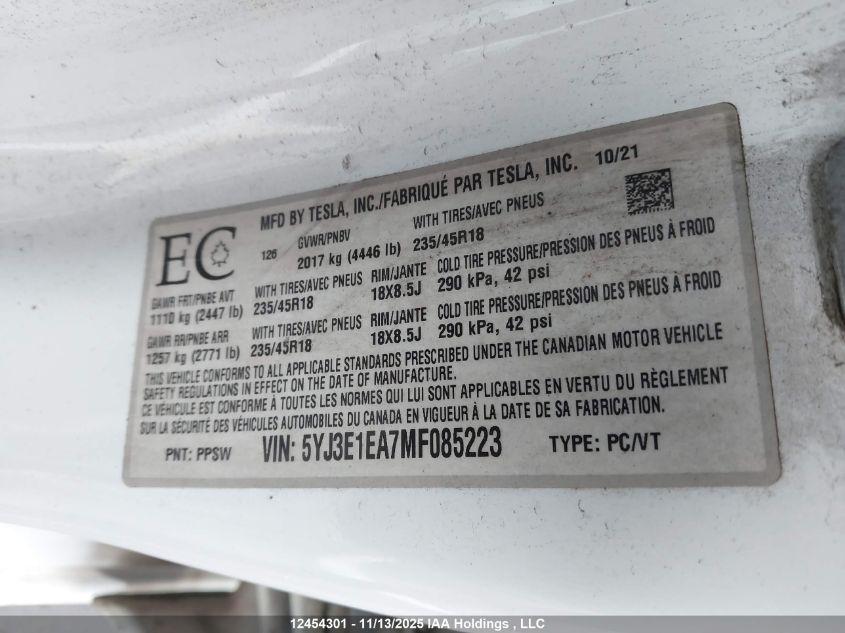 MFD BY TESLA, INC./FABRIQUÉ PAR TESLA, INC. 10/21
EC
126 GVWR/PNBV WITH TIRES/AVEC PNEUS
2017 kg (4446 lb) 235/45R18
GAWR FRT/PNBE AVT WITH TIRES/AVEC PNEUS RIM/JANTE COLD TIRE PRESSURE/PRESSION DES PNEUS À FROID
1110 kg (2447 lb) 235/45R18 18X8.5J 290 kPa, 42 psi
GAWR RR/PNBE ARR WITH TIRES/AVEC PNEUS RIM/JANTE COLD TIRE PRESSURE/PRESSION DES PNEUS À FROID
1257 kg (2771 lb) 235/45R18 18X8.5J 290 kPa, 42 psi
THIS VEHICLE CONFORMS TO ALL APPLICABLE STANDARDS PRESCRIBED UNDER THE CANADIAN MOTOR VEHICLE
SAFETY REGULATIONS IN EFFECT ON THE DATE OF MANUFACTURE.
CE VÉHICULE EST CONFORME À TOUTES LES NORMES QUI LUI SONT APPLICABLES EN VERTU DU RÈGLEMENT
SUR LA SÉCURITÉ DES VÉHICULES AUTOMOBILES DU CANADA EN VIGUEUR À LA DATE DE SA FABRICATION.
PNT: PPSW VIN: 5YJ3E1EA7MF085223 TYPE: PC/VT
12454301 - 11/13/2025 IAA Holdings , LLC